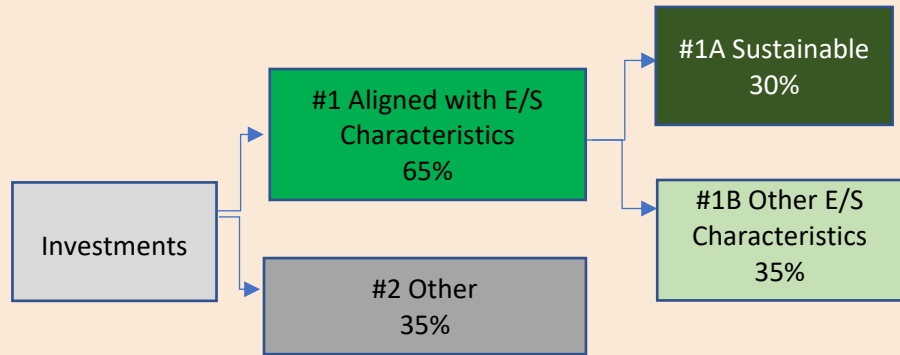 Investments
#1 Aligned with E/S
Characteristics
65%
#2 Other
35%
#1A Sustainable
30%
#1B Other E/S
Characteristics
35%